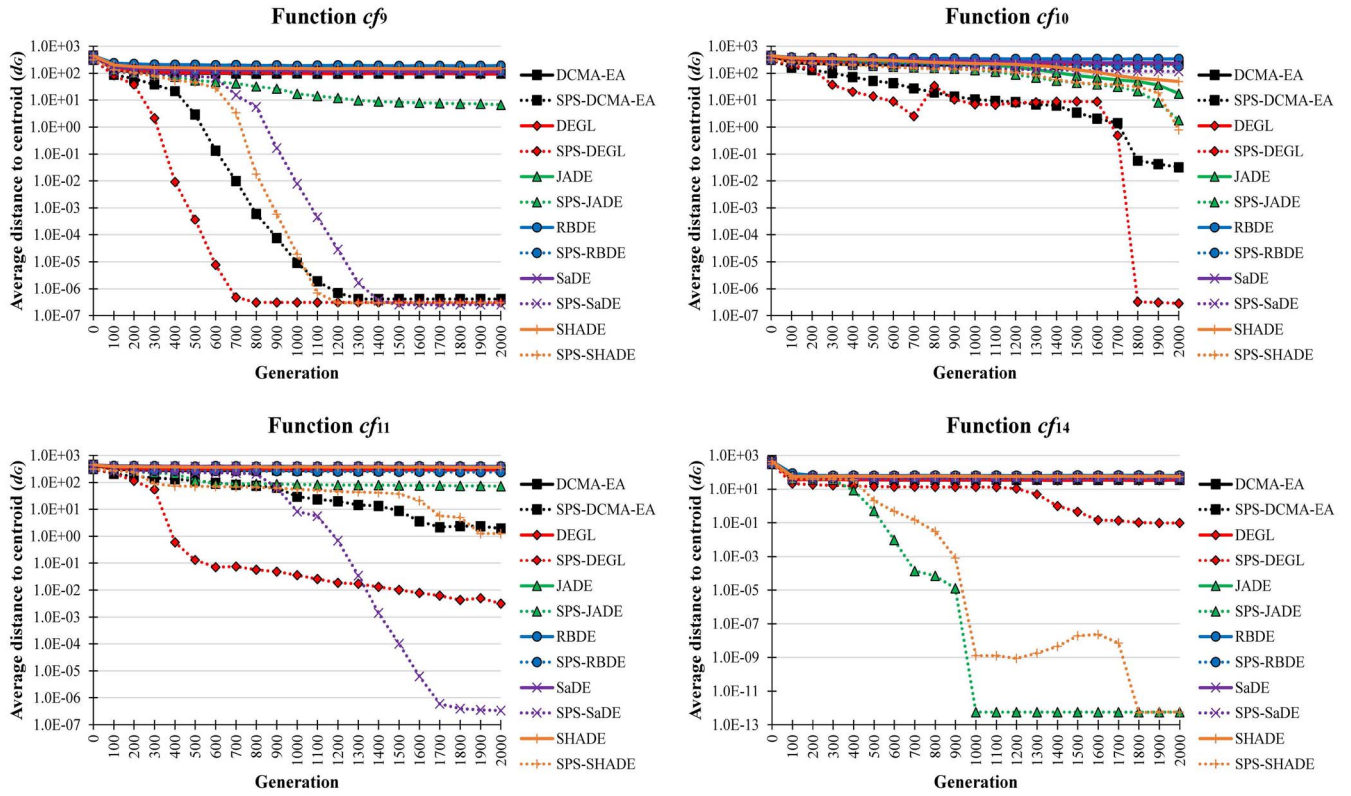 Function cf9
Average distance to centroid (dG)
1.0E+03
1.0E+02
1.0E+01
1.0E+00
1.0E-01
1.0E-02
1.0E-03
1.0E-04
1.0E-05
1.0E-06
1.0E-07
0 100 200 300 400 500 600 700 800 900 1000 1100 1200 1300 1400 1500 1600 1700 1800 1900 2000
Generation
DCMA-EA
SPS-DCMA-EA
DEGL
SPS-DEGL
JADE
SPS-JADE
RBDE
SPS-RBDE
SaDE
SPS-SaDE
SHADE
SPS-SHADE
Function cf10
Average distance to centroid (dG)
1.0E+03
1.0E+02
1.0E+01
1.0E+00
1.0E-01
1.0E-02
1.0E-03
1.0E-04
1.0E-05
1.0E-06
1.0E-07
0 100 200 300 400 500 600 700 800 900 1000 1100 1200 1300 1400 1500 1600 1700 1800 1900 2000
Generation
DCMA-EA
SPS-DCMA-EA
DEGL
SPS-DEGL
JADE
SPS-JADE
RBDE
SPS-RBDE
SaDE
SPS-SaDE
SHADE
SPS-SHADE
Function cf11
Average distance to centroid (dG)
1.0E+03
1.0E+02
1.0E+01
1.0E+00
1.0E-01
1.0E-02
1.0E-03
1.0E-04
1.0E-05
1.0E-06
1.0E-07
0 100 200 300 400 500 600 700 800 900 1000 1100 1200 1300 1400 1500 1600 1700 1800 1900 2000
Generation
DCMA-EA
SPS-DCMA-EA
DEGL
SPS-DEGL
JADE
SPS-JADE
RBDE
SPS-RBDE
SaDE
SPS-SaDE
SHADE
SPS-SHADE
Function cf14
Average distance to centroid (dG)
1.0E+03
1.0E+01
1.0E-01
1.0E-03
1.0E-05
1.0E-07
1.0E-09
1.0E-11
1.0E-13
0 100 200 300 400 500 600 700 800 900 1000 1100 1200 1300 1400 1500 1600 1700 1800 1900 2000
Generation
DCMA-EA
SPS-DCMA-EA
DEGL
SPS-DEGL
JADE
SPS-JADE
RBDE
SPS-RBDE
SaDE
SPS-SaDE
SHADE
SPS-SHADE